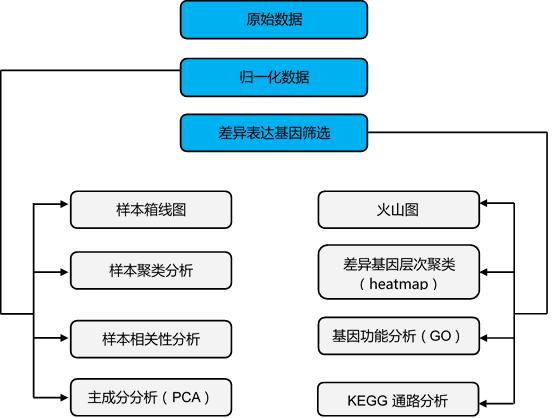 原始数据
归一化数据
差异表达基因筛选
样本箱线图
样本聚类分析
样本相关性分析
主成分分析（PCA）
火山图
差异基因层次聚类
（heatmap）
基因功能分析（GO）
KEGG 通路分析